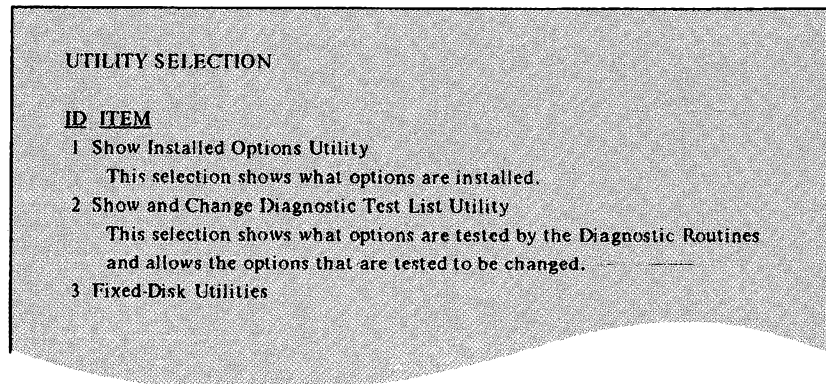 UTILITY SELECTION
ID ITEM
1 Show Installed Options Utility
This selection shows what options are installed.
2 Show and Change Diagnostic Test List Utility
This selection shows what options are tested by the Diagnostic Routines
and allows the options that are tested to be changed.
3 Fixed-Disk Utilities